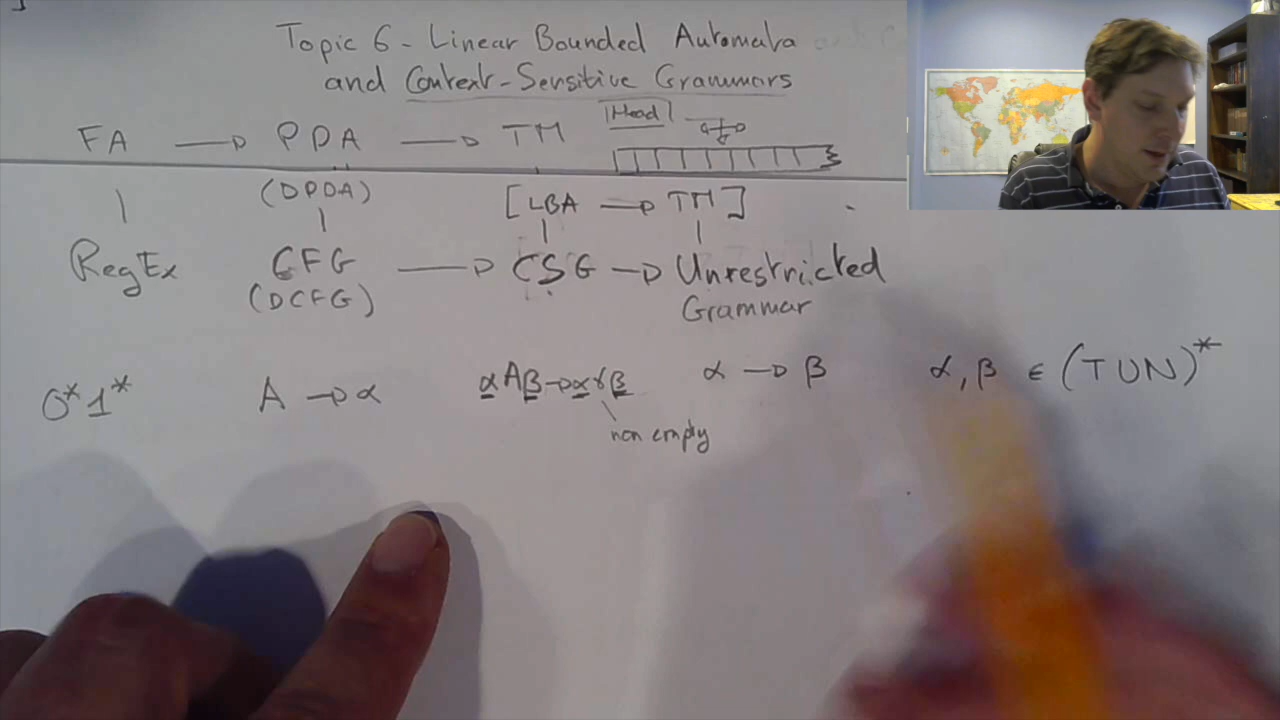 Topic 6 - Linear Bounded Automata
and Context-Sensitive Grammars
FA → PDA → TM |Head|
(DPDA) [LBA → TM]
RegEx CFG → CSG → Unrestricted
(DCFG) Grammar
0*1* A → α αAβ → αγβ α → β α, β ∈ (TUN)*
non empty